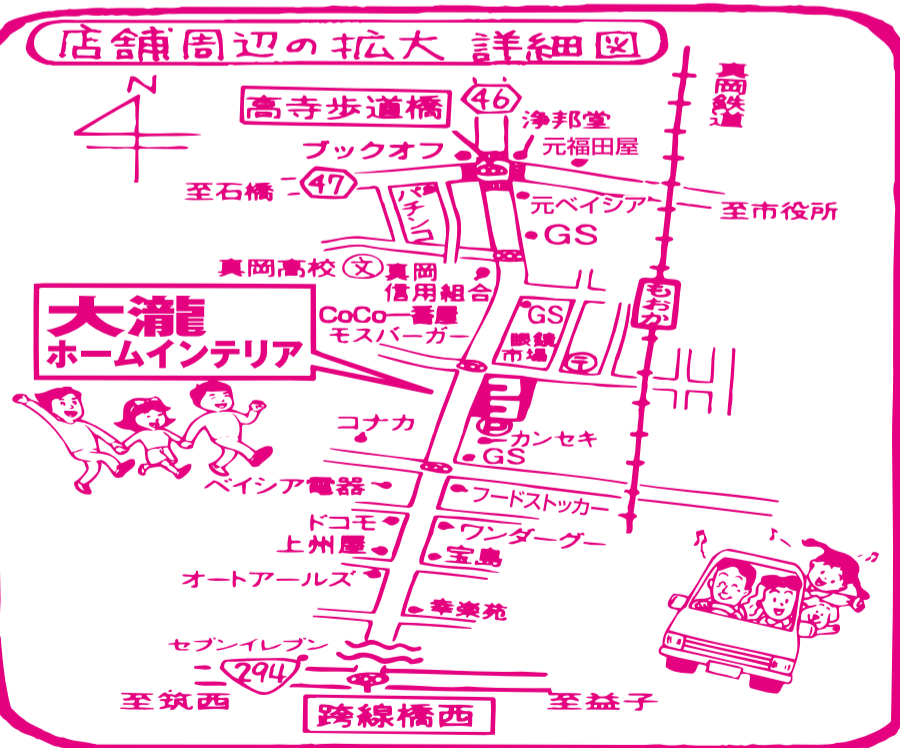 店舗周辺の拡大 詳細図
N
真岡鉄道
高寺歩道橋
46
浄邦堂
ブックオフ
元福田屋
至石橋
47
パチンコ
元ベイシア
至市役所
GS
真岡高校
文
真岡
信用組合
もおか
大瀧
ホームインテリア
CoCo一番屋
モスバーガー
GS
眼鏡
市場
〒
コナカ
P
カンセキ
GS
ベイシア電器
フードストッカー
ドコモ
ワンダーグー
上州屋
宝島
オートアールズ
幸楽苑
セブンイレブン
294
至筑西
跨線橋西
至益子